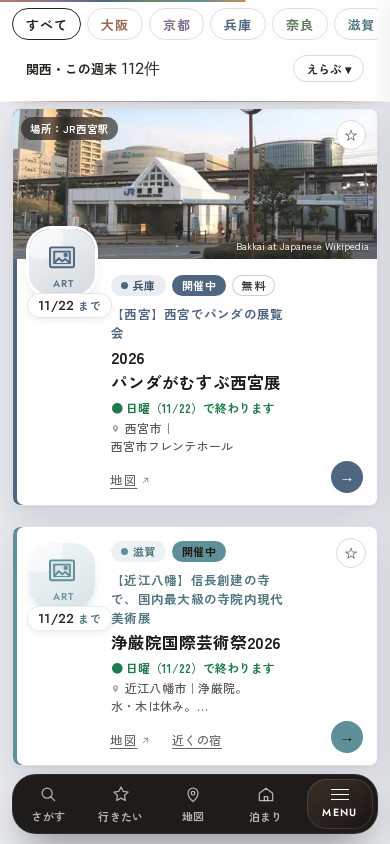 すべて 大阪 京都 兵庫 奈良 滋賀
関西・この週末 112件 えらぶ ▾
場所：JR西宮駅
Bakkai at Japanese Wikipedia
ART
11/22 まで
兵庫 開催中 無料
【西宮】西宮でパンダの展覧
会
2026
パンダがむすぶ西宮展
日曜（11/22）で終わります
西宮市｜
西宮市フレンテホール
地図 ↗
→
ART
11/22 まで
滋賀 開催中
【近江八幡】信長創建の寺
で、国内最大級の寺院内現代
美術展
浄厳院国際芸術祭2026
日曜（11/22）で終わります
近江八幡市｜浄厳院。
水・木は休み。…
地図 ↗ 近くの宿
→
さがす 行きたい 地図 泊まり MENU